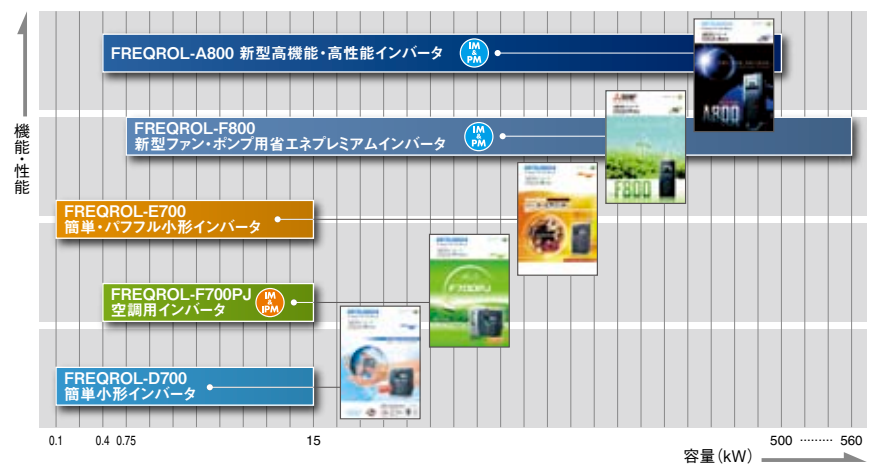 機能・性能
FREQROL-A800 新型高機能・高性能インバータ
IM
&
PM
A800
FREQROL-F800
新型ファン・ポンプ用省エネプレミアムインバータ
IM
&
PM
F800
FREQROL-E700
簡単・パフフル小形インバータ
FREQROL-F700PJ
空調用インバータ
IM
&
IPM
F700PJ
FREQROL-D700
簡単小形インバータ
0.1 0.4 0.75 15 500 ········· 560
容量(kW)